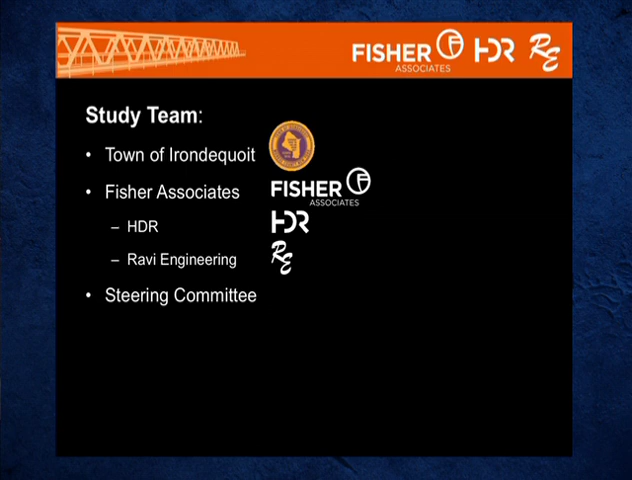 FISHER
ASSOCIATES
HDR
RE
Study Team:
• Town of Irondequoit
• Fisher Associates
FISHER
ASSOCIATES
– HDR
HDR
– Ravi Engineering
RE
• Steering Committee